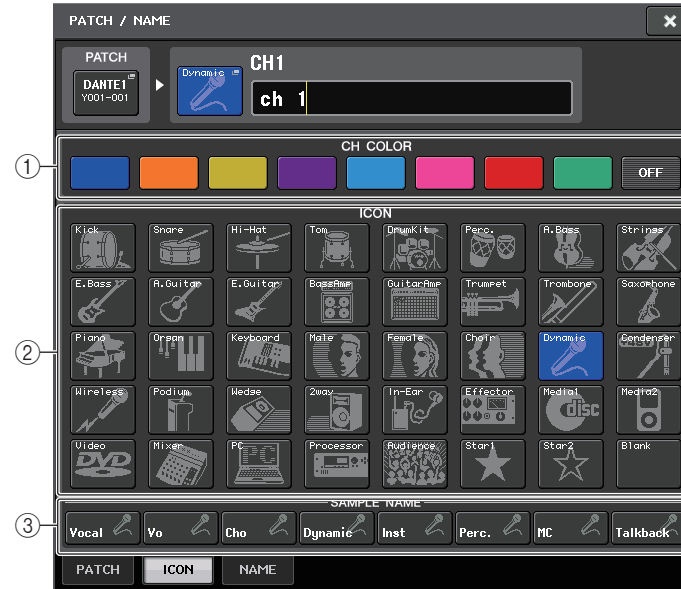 PATCH / NAME
PATCH
DANTE1
Y001-001
Dynamic
CH1
ch 1
① CH COLOR
OFF
② ICON
Kick Snare Hi-Hat Tom DrumKit Perc. A.Bass Strings
E.Bass A.Guitar E.Guitar BassAmp GuitarAmp Trumpet Trombone Saxophone
Piano Organ Keyboard Male Female Choir Dynamic Condenser
Wireless Podium Wedge 2way In-Ear Effector Media1 disc Media2
Video DVD Mixer PC PC Processor Audience Star1 Star2 Blank
③ SAMPLE NAME
Vocal Vo Cho Dynamic Inst Perc. MC Talkback
PATCH ICON NAME